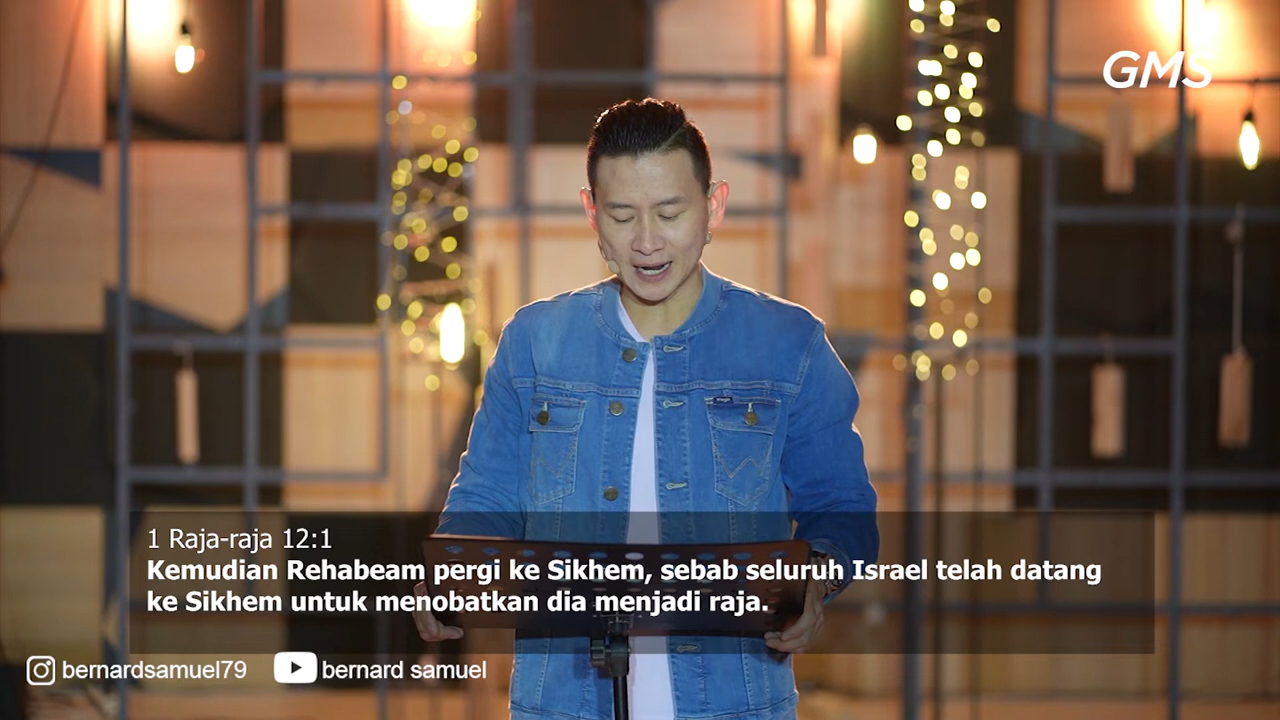 GMS
1 Raja-raja 12:1
Kemudian Rehabeam pergi ke Sikhem, sebab seluruh Israel telah datang
ke Sikhem untuk menobatkan dia menjadi raja.
bernardsamuel79 bernard samuel